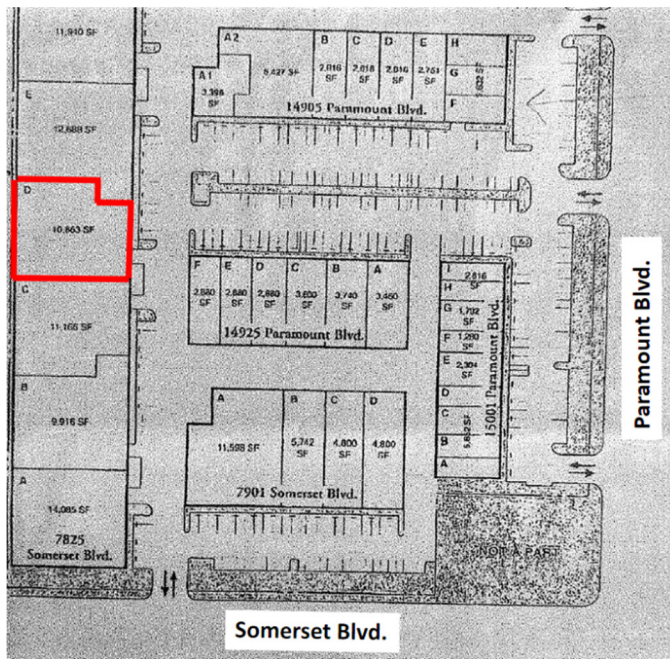 11,910 SF
E
12,688 SF
D
10,863 SF
C
11,165 SF
B
9,916 SF
A
14,085 SF
7825
Somerset Blvd.
A2
A1
3,398
SF
8,427 SF
B
2,016
SF
C
2,016
SF
D
2,016
SF
E
2,751
SF
H
G
F
SF
14905 Paramount Blvd.
F
2,880
SF
E
2,880
SF
D
2,880
SF
C
3,600
SF
B
3,740
SF
A
3,450
SF
14925 Paramount Blvd.
I
2,816
SF
H
G
1,792
SF
F
1,280
SF
E
2,304
SF
D
C
B
SF
A
15001 Paramount Blvd.
A
11,598 SF
B
5,742
SF
C
4,800
SF
D
4,800
SF
7901 Somerset Blvd.
NOT A PART
Paramount Blvd.
Somerset Blvd.